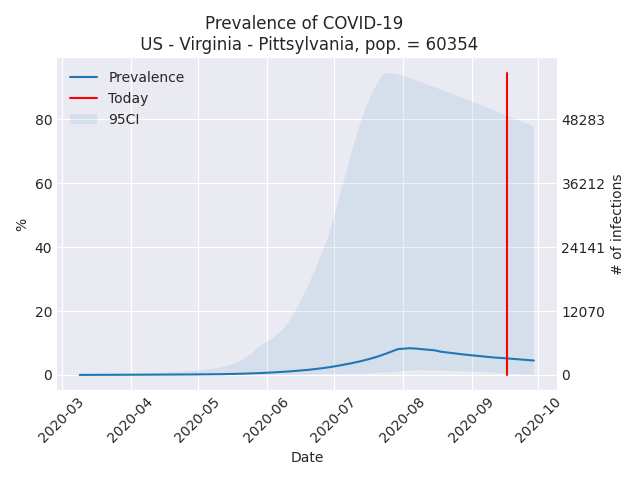 Prevalence of COVID-19
US - Virginia - Pittsylvania, pop. = 60354
Prevalence
Today
95CI
80
60
40
20
0
%
48283
36212
24141
12070
0
# of infections
2020-03
2020-04
2020-05
2020-06
2020-07
2020-08
2020-09
2020-10
Date